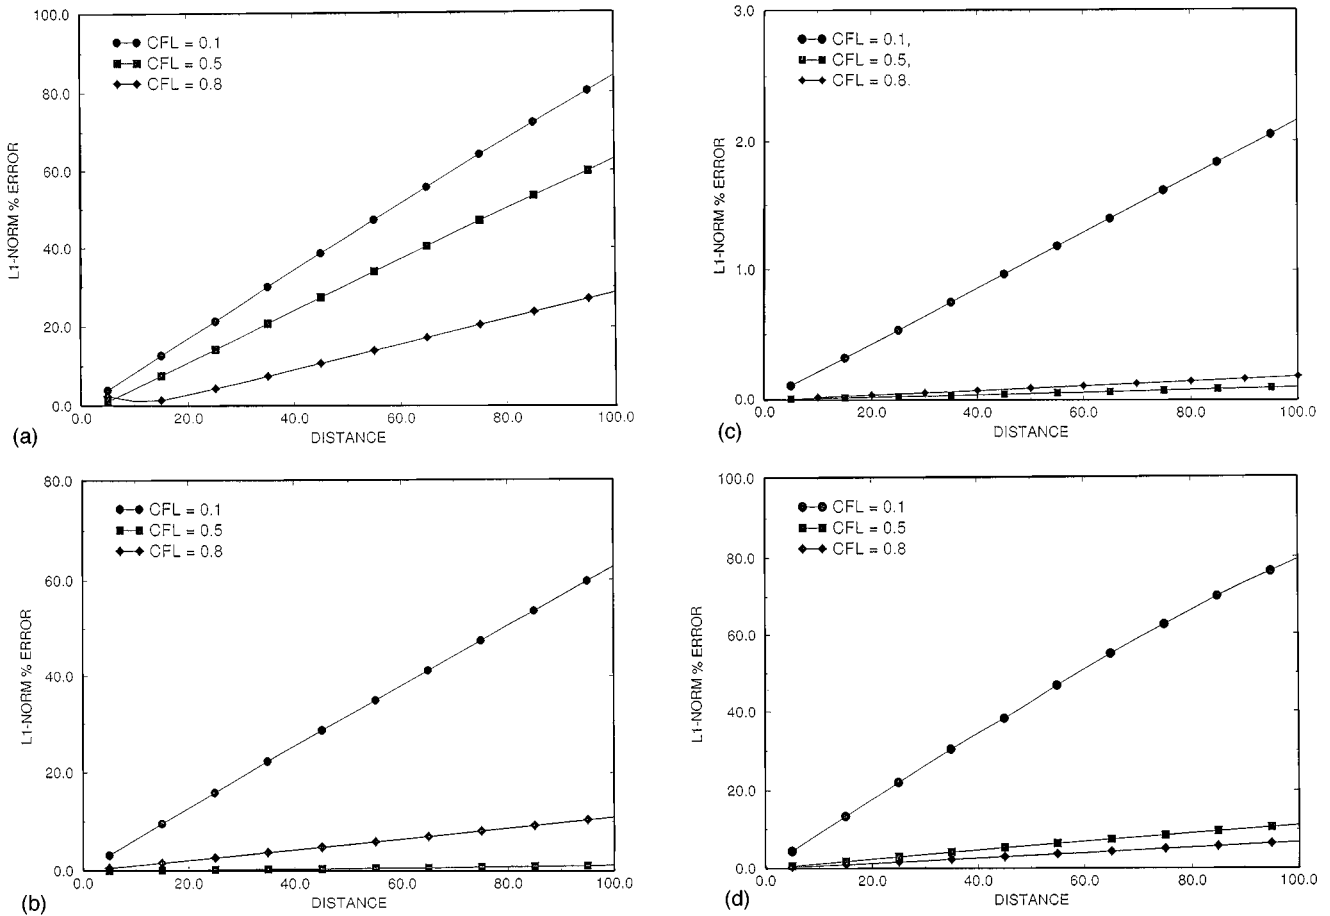 100.0
80.0
60.0
40.0
20.0
0.0
L1-NORM % ERROR
CFL = 0.1
CFL = 0.5
CFL = 0.8
0.0 20.0 40.0 60.0 80.0 100.0
DISTANCE
(a)
3.0
2.0
1.0
0.0
L1-NORM % ERROR
CFL = 0.1,
CFL = 0.5,
CFL = 0.8.
0.0 20.0 40.0 60.0 80.0 100.0
DISTANCE
(c)
80.0
60.0
40.0
20.0
0.0
L1-NORM % ERROR
CFL = 0.1
CFL = 0.5
CFL = 0.8
0.0 20.0 40.0 60.0 80.0 100.0
DISTANCE
(b)
100.0
80.0
60.0
40.0
20.0
0.0
L1-NORM % ERROR
CFL = 0.1
CFL = 0.5
CFL = 0.8
0.0 20.0 40.0 60.0 80.0 100.0
DISTANCE
(d)